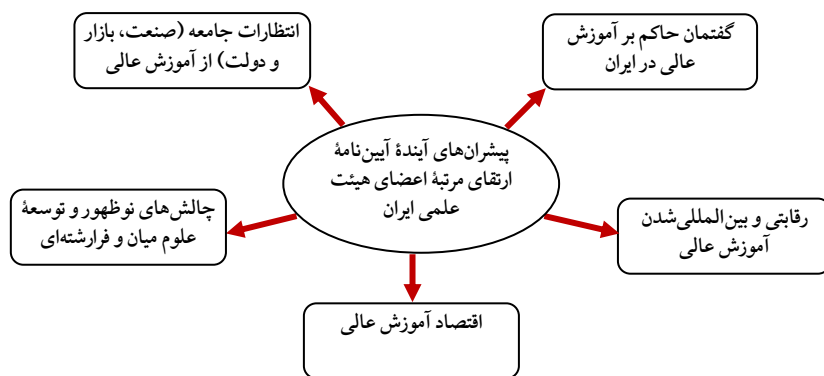 گفتمان حاکم بر آموزش
عالی در ایران
انتظارات جامعه (صنعت، بازار
و دولت) از آموزش عالی
پیشران‌های آیندهٔ آیین‌نامهٔ
ارتقای مرتبهٔ اعضای هیئت
علمی ایران
رقابتی و بین‌المللی‌شدن
آموزش عالی
چالش‌های نوظهور و توسعهٔ
علوم میان و فرارشته‌ای
اقتصاد آموزش عالی